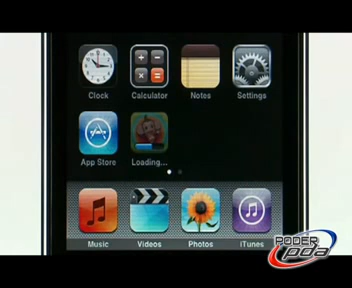 Clock Calculator Notes Settings
App Store Loading...
Music Videos Photos iTunes
PODER
pda